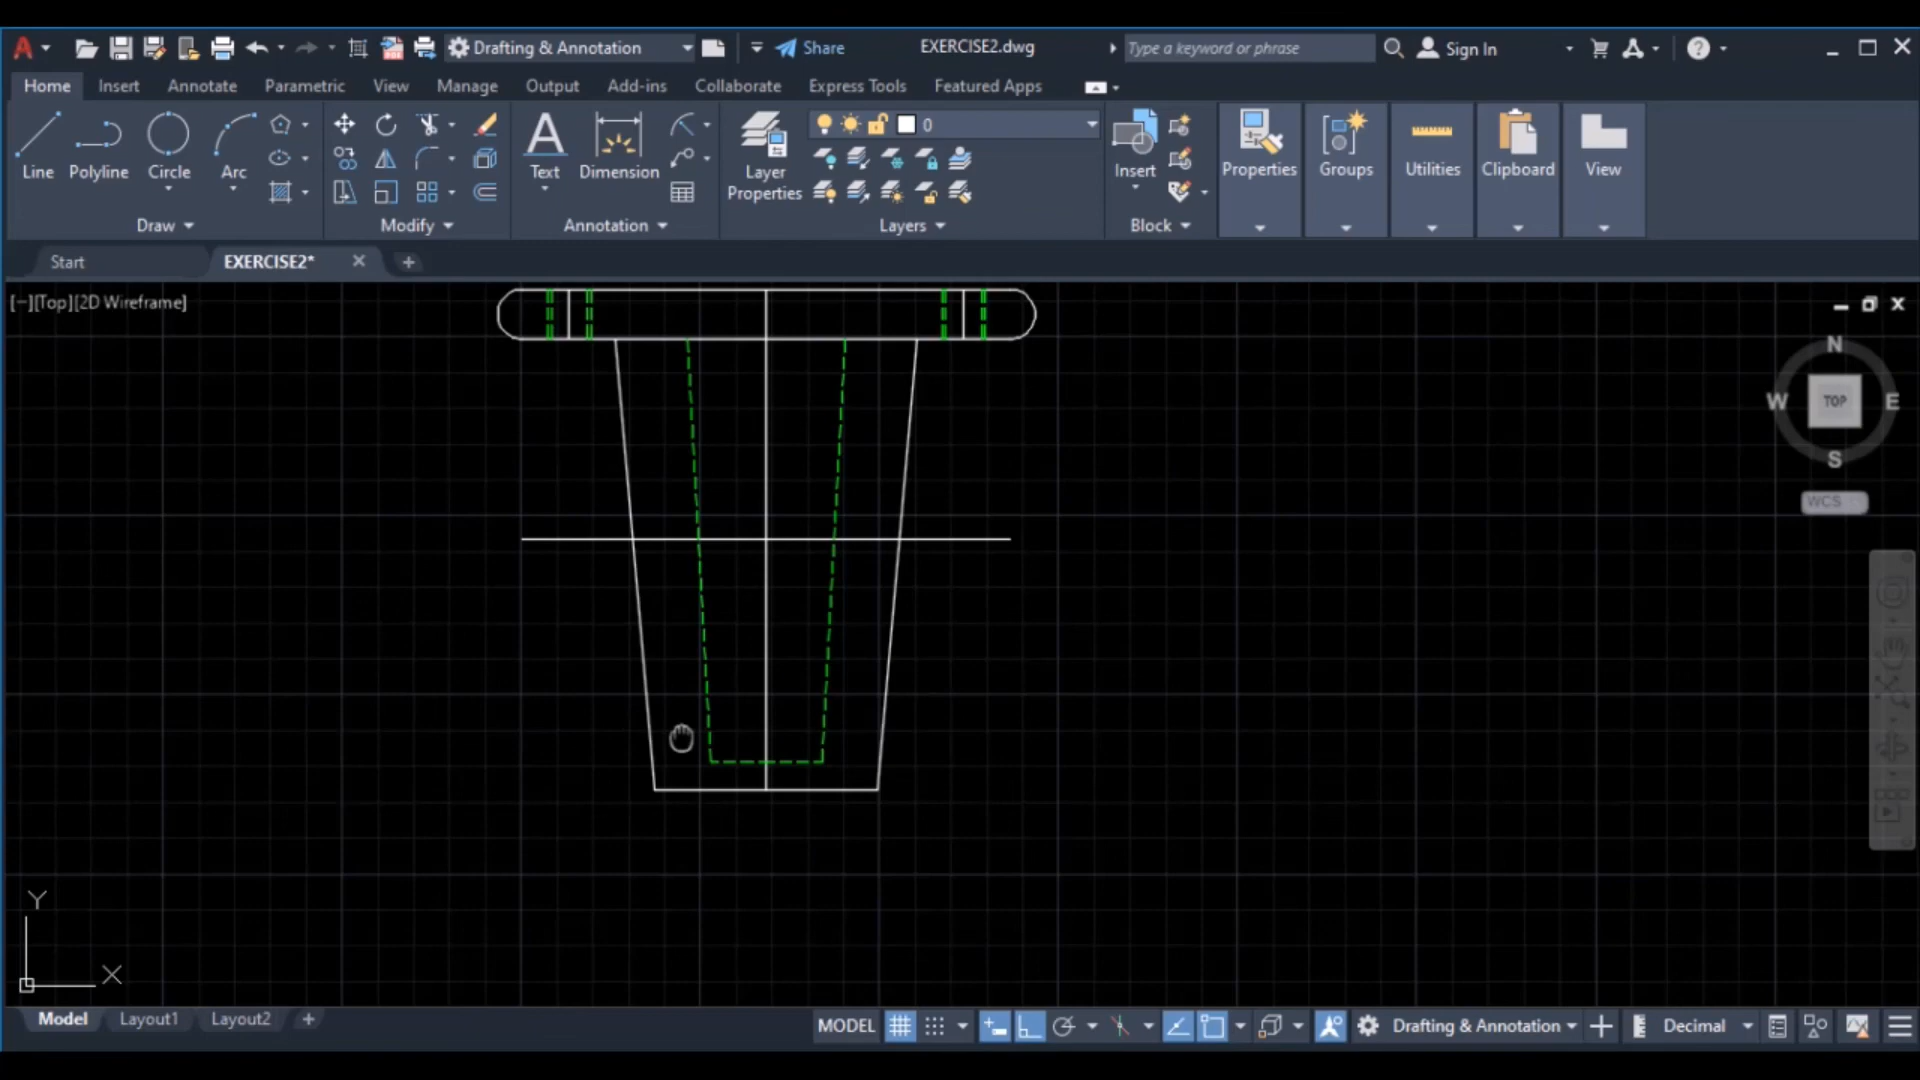 Drafting & Annotation
Share
EXERCISE2.dwg
Type a keyword or phrase
Sign In
Home
Insert
Annotate
Parametric
View
Manage
Output
Add-ins
Collaborate
Express Tools
Featured Apps
Line
Polyline
Circle
Arc
Text
Dimension
Layer
Properties
0
Insert
Properties
Groups
Utilities
Clipboard
View
Draw
Modify
Annotation
Layers
Block
Start
EXERCISE2*
[−][Top][2D Wireframe]
N
W
TOP
E
S
WCS
Y
X
Model
Layout1
Layout2
MODEL
Drafting & Annotation
Decimal